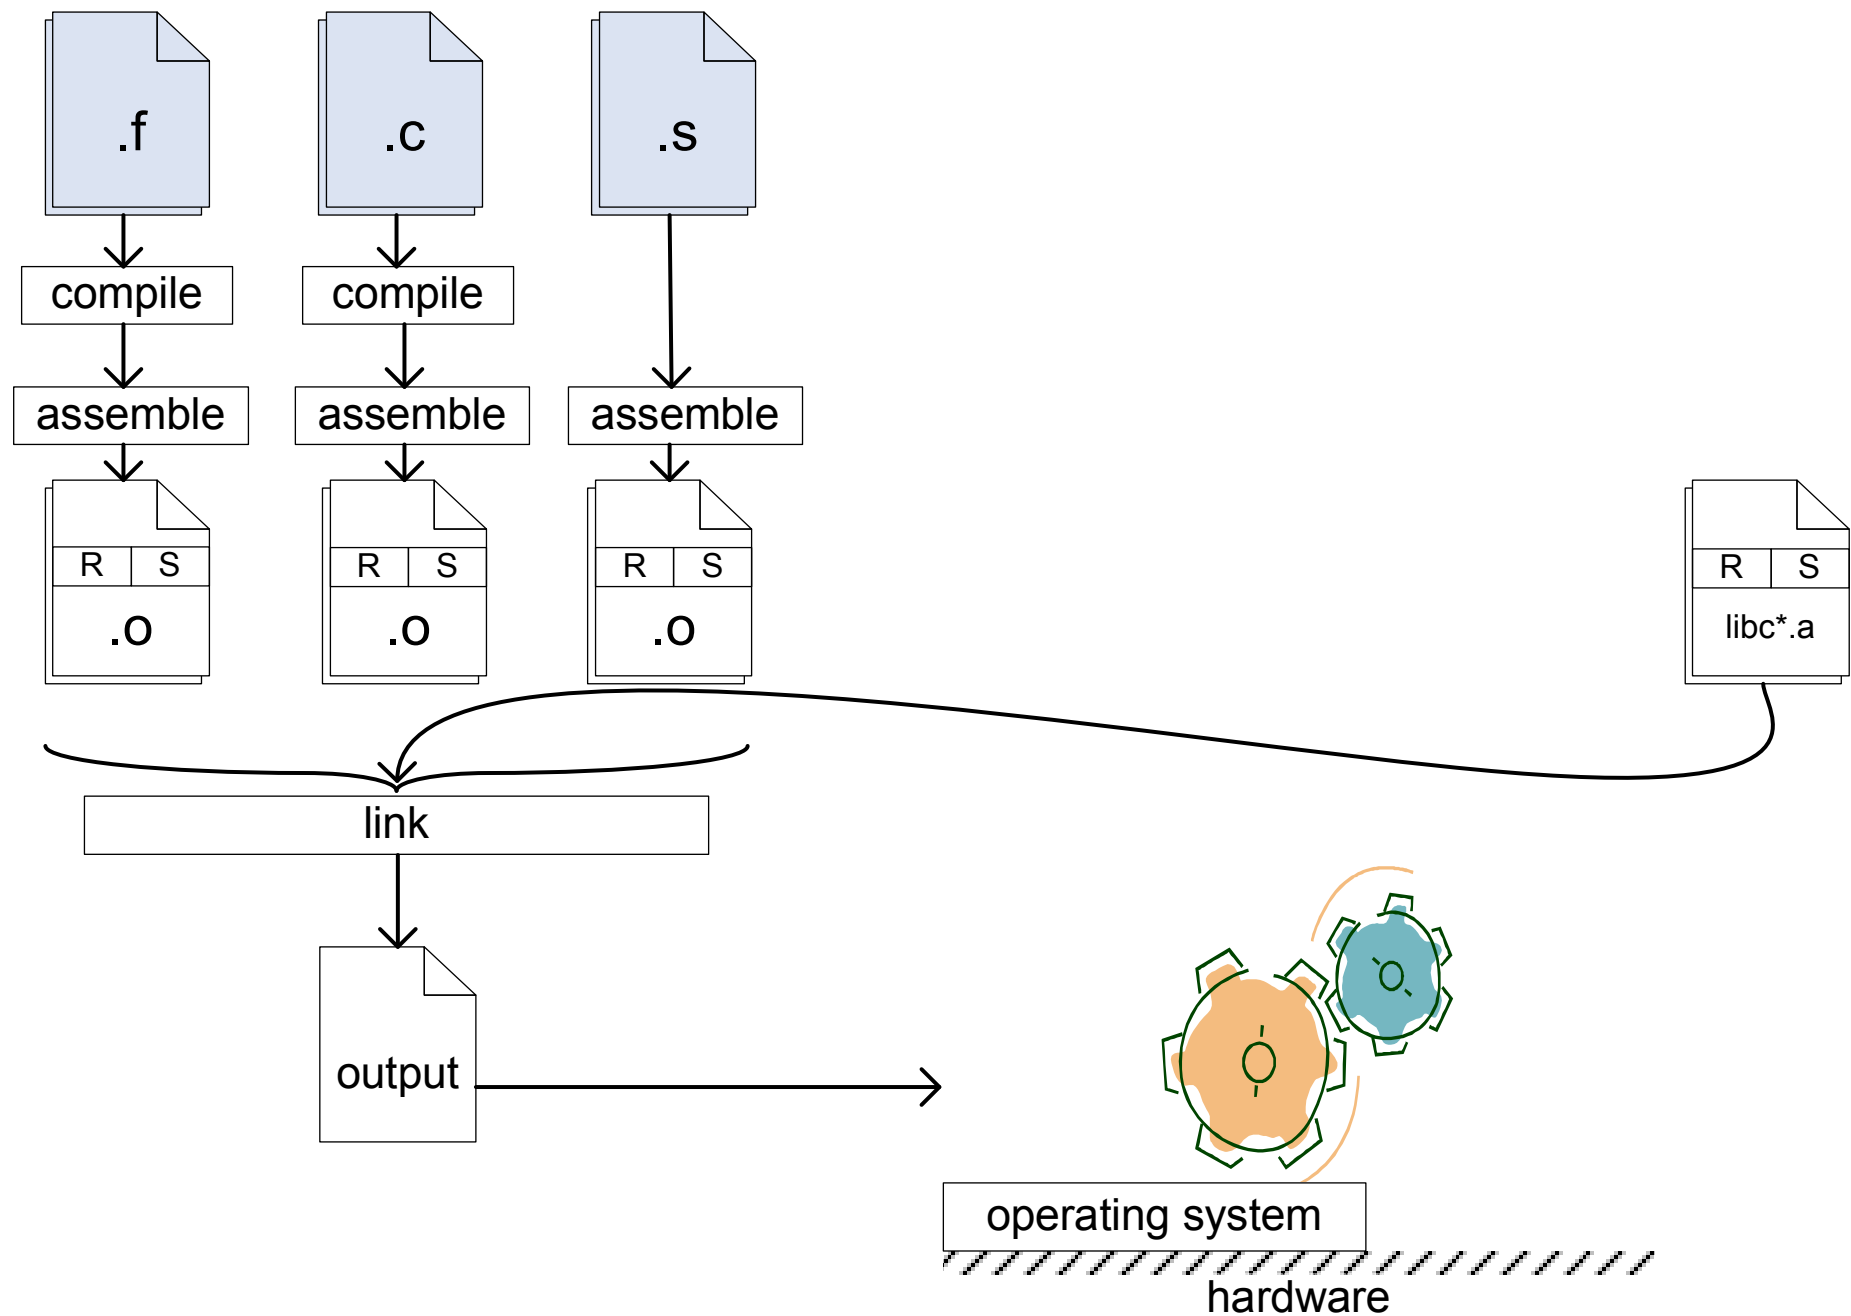 .f
.c
.s
compile
compile
assemble
assemble
assemble
R S
R S
R S
R S
.o
.o
.o
libc*.a
link
output
operating system
hardware